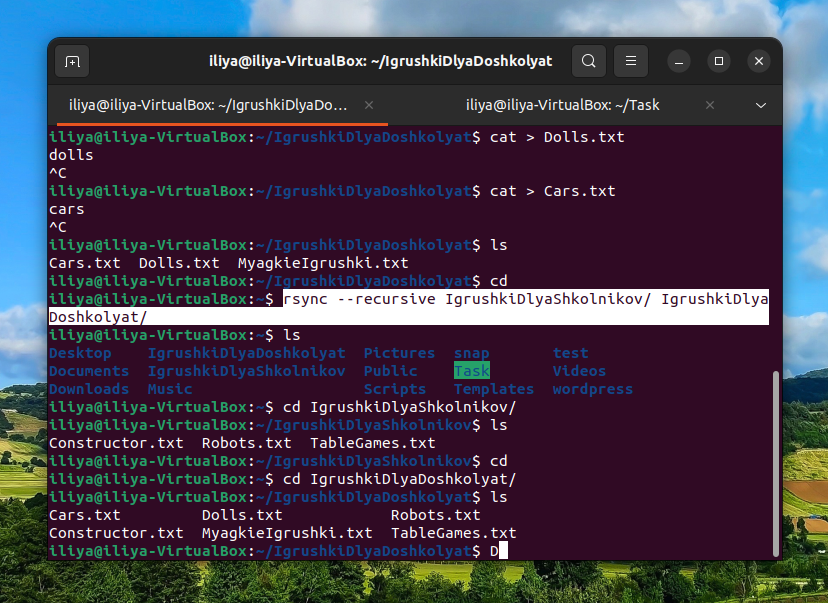 iliya@iliya-VirtualBox: ~/IgrushkiDlyaDoshkolyat
iliya@iliya-VirtualBox: ~/IgrushkiDlyaDo… iliya@iliya-VirtualBox: ~/Task
iliya@iliya-VirtualBox:~/IgrushkiDlyaDoshkolyat$ cat > Dolls.txt
dolls
^C
iliya@iliya-VirtualBox:~/IgrushkiDlyaDoshkolyat$ cat > Cars.txt
cars
^C
iliya@iliya-VirtualBox:~/IgrushkiDlyaDoshkolyat$ ls
Cars.txt  Dolls.txt  MyagkieIgrushki.txt
iliya@iliya-VirtualBox:~/IgrushkiDlyaDoshkolyat$ cd
iliya@iliya-VirtualBox:~$ rsync --recursive IgrushkiDlyaShkolnikov/ IgrushkiDlya
Doshkolyat/
iliya@iliya-VirtualBox:~$ ls
Desktop    IgrushkiDlyaDoshkolyat  Pictures  snap       test
Documents  IgrushkiDlyaShkolnikov  Public    Task       Videos
Downloads  Music                   Scripts   Templates  wordpress
iliya@iliya-VirtualBox:~$ cd IgrushkiDlyaShkolnikov/
iliya@iliya-VirtualBox:~/IgrushkiDlyaShkolnikov$ ls
Constructor.txt  Robots.txt  TableGames.txt
iliya@iliya-VirtualBox:~/IgrushkiDlyaShkolnikov$ cd
iliya@iliya-VirtualBox:~$ cd IgrushkiDlyaDoshkolyat/
iliya@iliya-VirtualBox:~/IgrushkiDlyaDoshkolyat$ ls
Cars.txt         Dolls.txt            Robots.txt
Constructor.txt  MyagkieIgrushki.txt  TableGames.txt
iliya@iliya-VirtualBox:~/IgrushkiDlyaDoshkolyat$ D